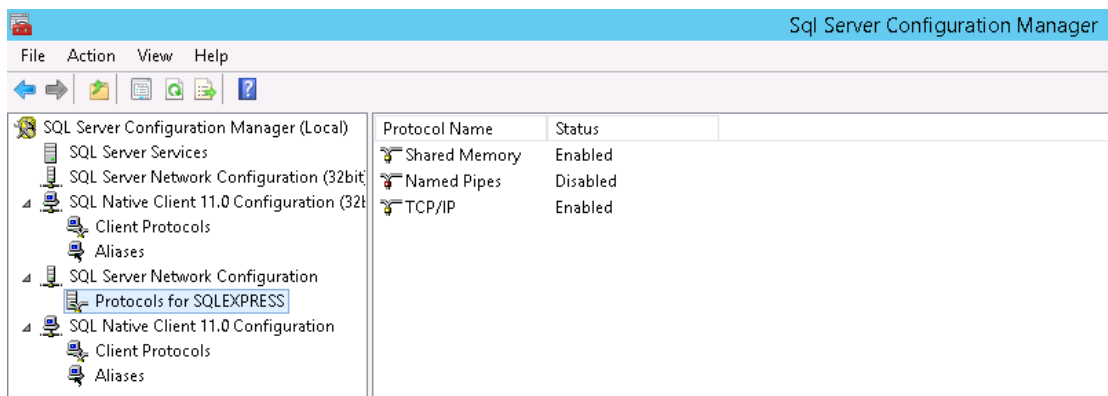 Sql Server Configuration Manager
File Action View Help
SQL Server Configuration Manager (Local)
SQL Server Services
SQL Server Network Configuration (32bit
SQL Native Client 11.0 Configuration (32b
Client Protocols
Aliases
SQL Server Network Configuration
Protocols for SQLEXPRESS
SQL Native Client 11.0 Configuration
Client Protocols
Aliases
Protocol Name Status
Shared Memory Enabled
Named Pipes Disabled
TCP/IP Enabled